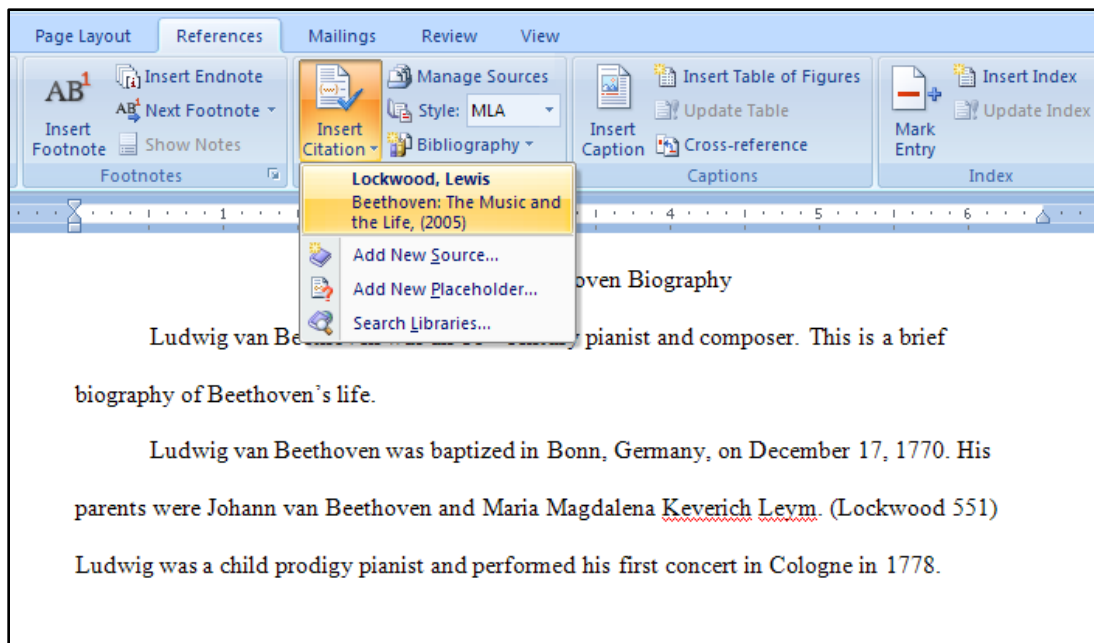 Page Layout References Mailings Review View
AB1 Insert Endnote Manage Sources Insert Table of Figures Insert Index
AB1 Next Footnote Style: MLA Update Table Update Index
Insert Footnote Show Notes Insert Citation Bibliography Insert Caption Cross-reference Mark Entry
Footnotes Captions Index
Lockwood, Lewis
Beethoven: The Music and
the Life, (2005)
Add New Source...
Add New Placeholder...
Search Libraries...
1 4 5 6
oven Biography
Ludwig van Be pianist and composer. This is a brief
biography of Beethoven’s life.
Ludwig van Beethoven was baptized in Bonn, Germany, on December 17, 1770. His
parents were Johann van Beethoven and Maria Magdalena Keverich Leym. (Lockwood 551)
Ludwig was a child prodigy pianist and performed his first concert in Cologne in 1778.